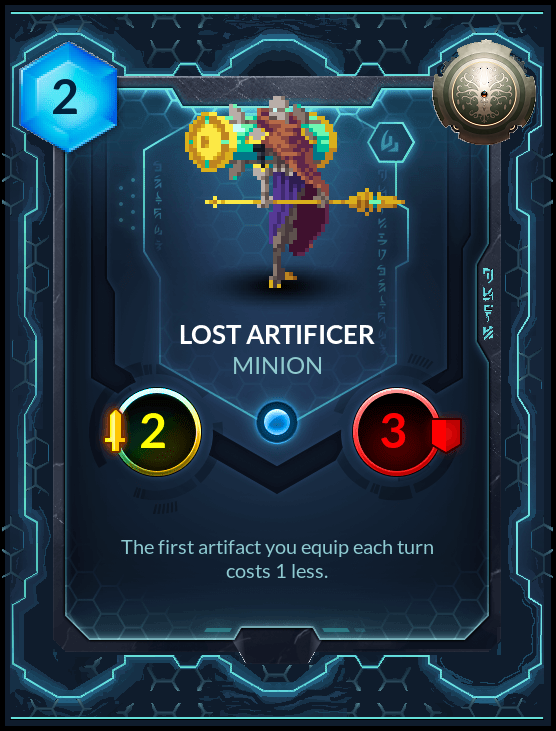 2
LOST ARTIFICER
MINION
2
3
The first artifact you equip each turn
costs 1 less.